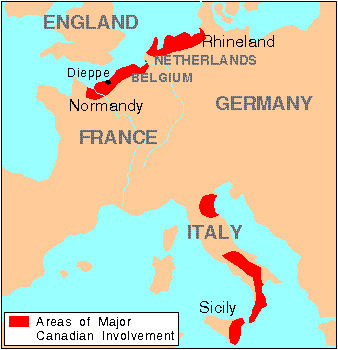 ENGLAND
Rhineland
NETHERLANDS
Dieppe
BELGIUM
Normandy
GERMANY
FRANCE
ITALY
Sicily
Areas of Major
Canadian Involvement